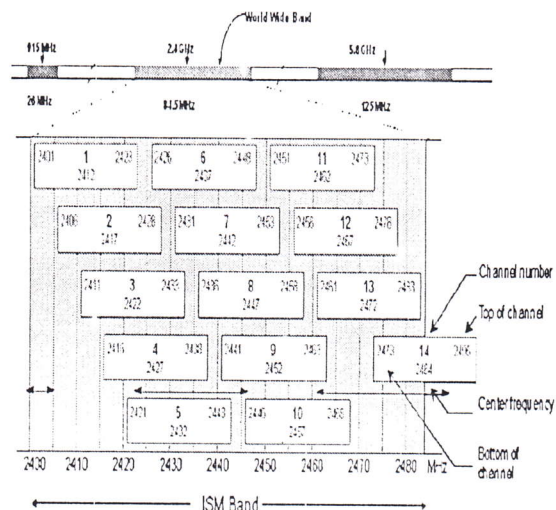 World Wide Band
915 MHz 2.4 GHz 5.8 GHz
26 MHz 83.5 MHz 125 MHz
2401 1 2423 2426 6 2448 2451 11 2473
2412 2437 2462
2406 2 2428 2431 7 2453 2456 12 2478
2417 2442 2467
2411 3 2433 2436 8 2458 2461 13 2483
2422 2447 2472
Channel number
Top of channel
2416 4 2438 2441 9 2463 2473 14 2495
2427 2452 2484
Center frequency
2421 5 2443 2446 10 2468
2432 2457
Bottom of
channel
2430 2410 2420 2430 2440 2450 2460 2470 2480 MHz
ISM Band